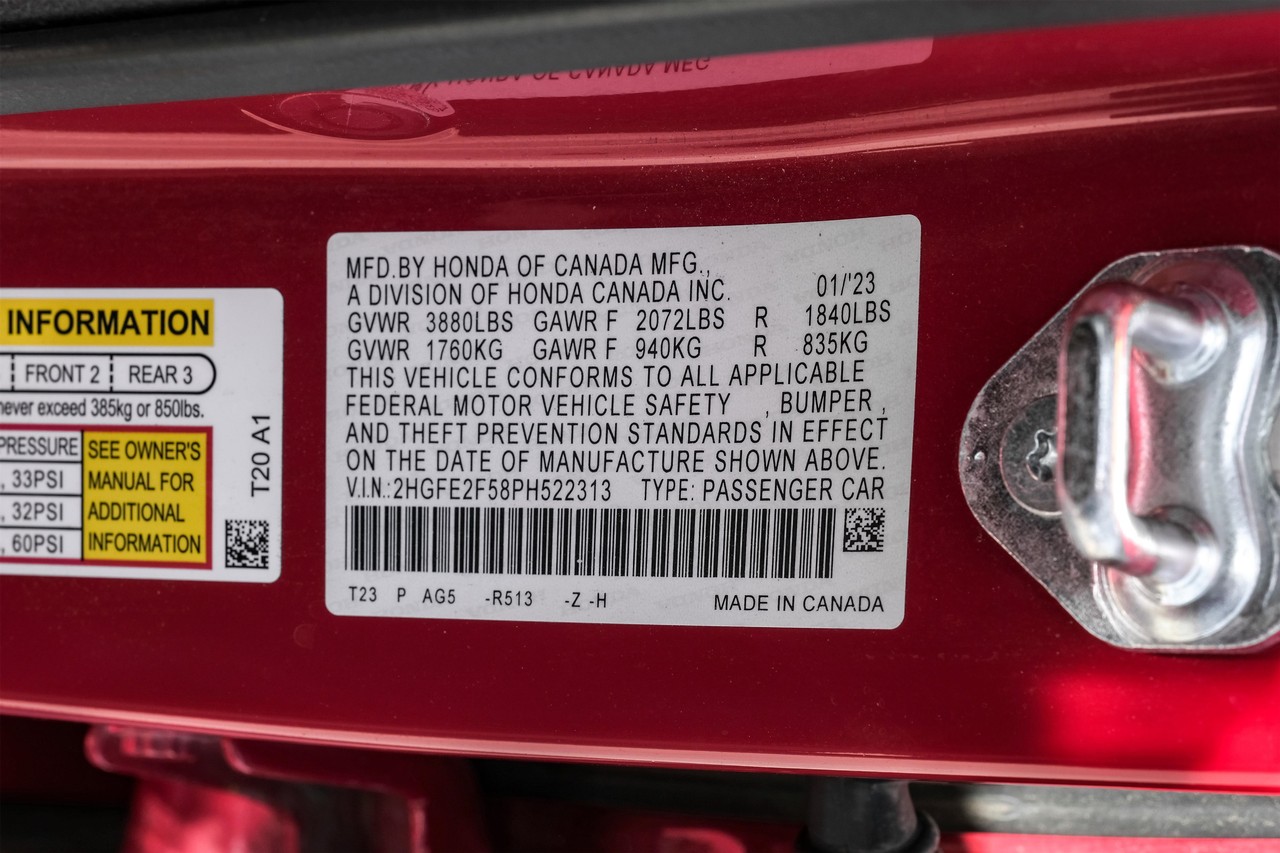 HONDA OF CANADA MFG
INFORMATION
FRONT 2 REAR 3
never exceed 385kg or 850lbs.
PRESSURE
, 33PSI
, 32PSI
, 60PSI
SEE OWNER'S
MANUAL FOR
ADDITIONAL
INFORMATION
T20 A1
MFD.BY HONDA OF CANADA MFG.,
A DIVISION OF HONDA CANADA INC. 01/'23
GVWR 3880LBS GAWR F 2072LBS R 1840LBS
GVWR 1760KG GAWR F 940KG R 835KG
THIS VEHICLE CONFORMS TO ALL APPLICABLE
FEDERAL MOTOR VEHICLE SAFETY , BUMPER ,
AND THEFT PREVENTION STANDARDS IN EFFECT
ON THE DATE OF MANUFACTURE SHOWN ABOVE.
V.I.N.:2HGFE2F58PH522313 TYPE: PASSENGER CAR
T23 P AG5 -R513 -Z -H
MADE IN CANADA